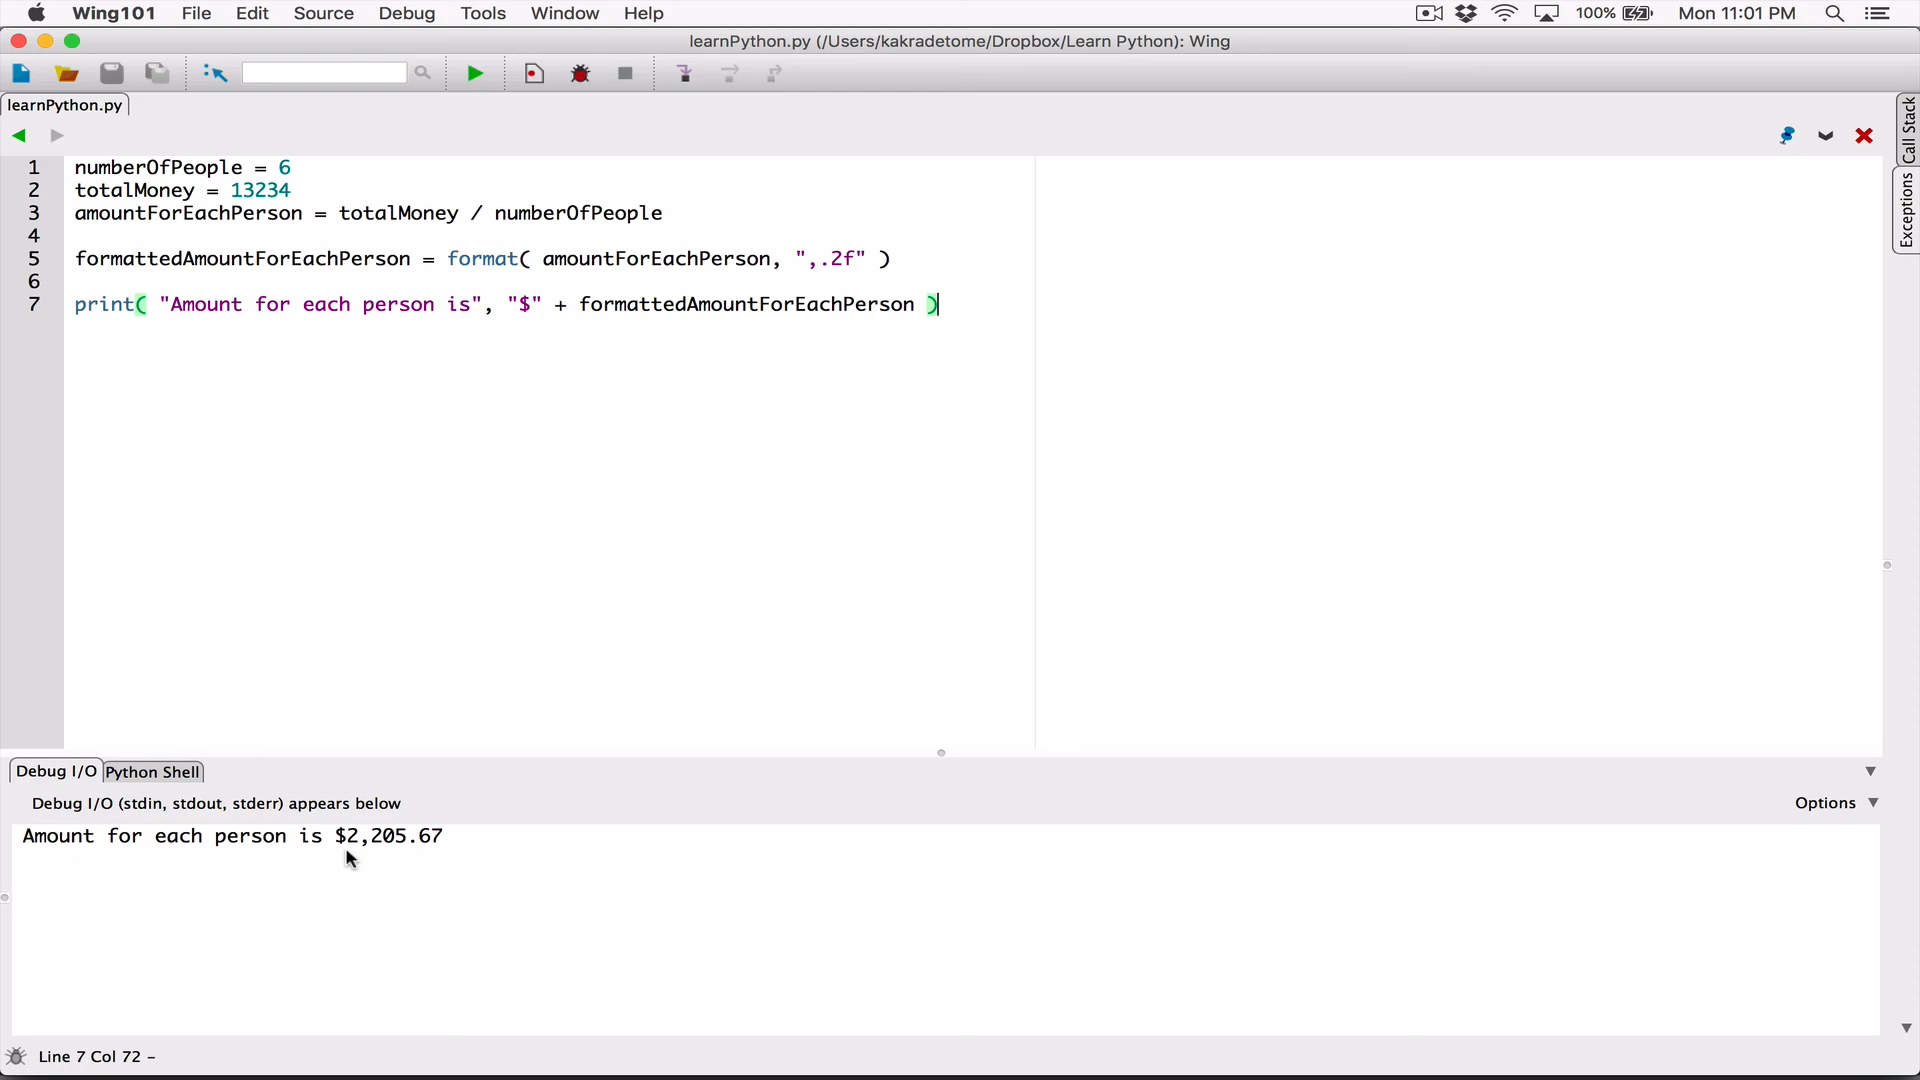 Wing101 File Edit Source Debug Tools Window Help 100% Mon 11:01 PM
learnPython.py (/Users/kakradetome/Dropbox/Learn Python): Wing
learnPython.py
Call Stack
Exceptions
1 numberOfPeople = 6
2 totalMoney = 13234
3 amountForEachPerson = totalMoney / numberOfPeople
4
5 formattedAmountForEachPerson = format( amountForEachPerson, ",.2f" )
6
7 print( "Amount for each person is", "$" + formattedAmountForEachPerson )
Debug I/O Python Shell
Debug I/O (stdin, stdout, stderr) appears below Options
Amount for each person is $2,205.67
Line 7 Col 72 –